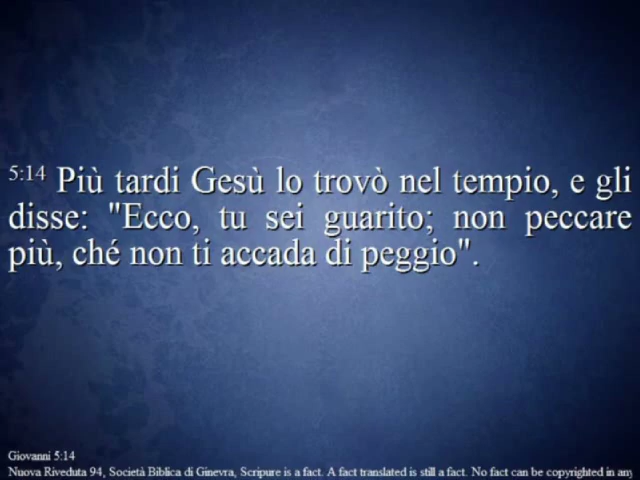 5:14 Più tardi Gesù lo trovò nel tempio, e gli
disse: "Ecco, tu sei guarito; non peccare
più, ché non ti accada di peggio".
Giovanni 5:14
Nuova Riveduta 94, Società Biblica di Ginevra, Scripure is a fact. A fact translated is still a fact. No fact can be copyrighted in any